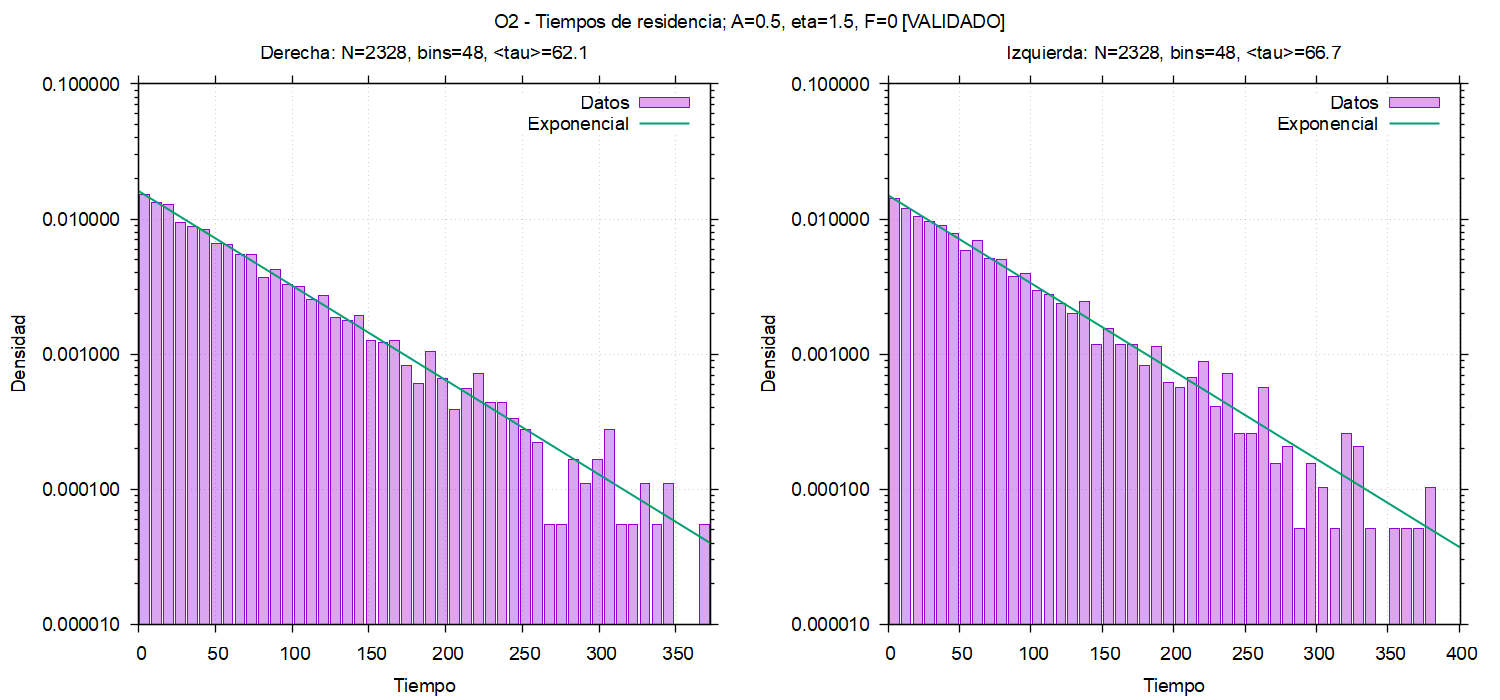 O2 - Tiempos de residencia; A=0.5, eta=1.5, F=0 [VALIDADO]
Derecha: N=2328, bins=48, <tau>=62.1
0.100000
0.010000
0.001000
0.000100
0.000010
Densidad
Datos
Exponencial
0 50 100 150 200 250 300 350
Tiempo
Izquierda: N=2328, bins=48, <tau>=66.7
0.100000
0.010000
0.001000
0.000100
0.000010
Densidad
Datos
Exponencial
0 50 100 150 200 250 300 350 400
Tiempo